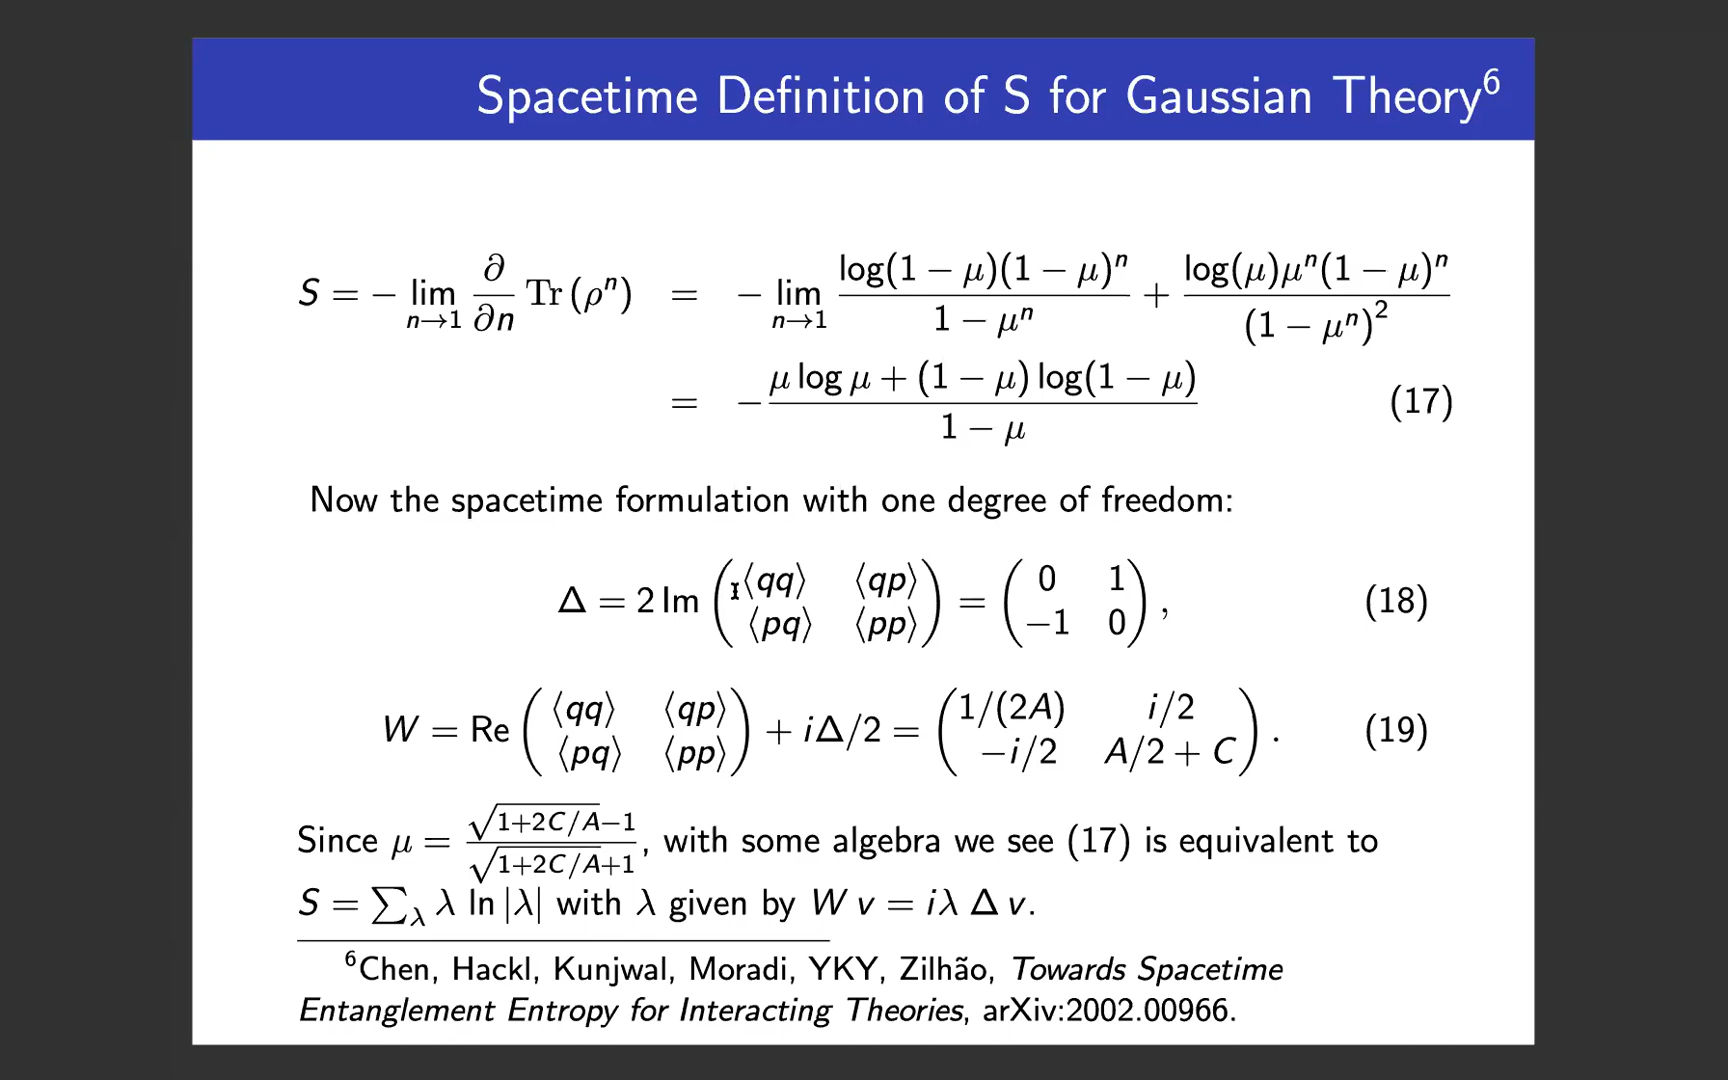 Spacetime Definition of S for Gaussian Theory⁶
S = − lim_{n→1} ∂/∂n Tr (ρⁿ) = − lim_{n→1} log(1 − μ)(1 − μ)ⁿ / (1 − μⁿ) + log(μ)μⁿ(1 − μ)ⁿ / (1 − μⁿ)²
= − (μ log μ + (1 − μ) log(1 − μ)) / (1 − μ) (17)
Now the spacetime formulation with one degree of freedom:
Δ = 2 Im (⟨qq⟩ ⟨qp⟩ ; ⟨pq⟩ ⟨pp⟩) = (0 1 ; −1 0) , (18)
W = Re (⟨qq⟩ ⟨qp⟩ ; ⟨pq⟩ ⟨pp⟩) + iΔ/2 = (1/(2A) i/2 ; −i/2 A/2 + C) . (19)
Since μ = (√(1+2C/A)−1) / (√(1+2C/A)+1), with some algebra we see (17) is equivalent to
S = ∑_λ λ ln |λ| with λ given by W v = iλ Δ v.
⁶Chen, Hackl, Kunjwal, Moradi, YKY, Zilhão, Towards Spacetime
Entanglement Entropy for Interacting Theories, arXiv:2002.00966.